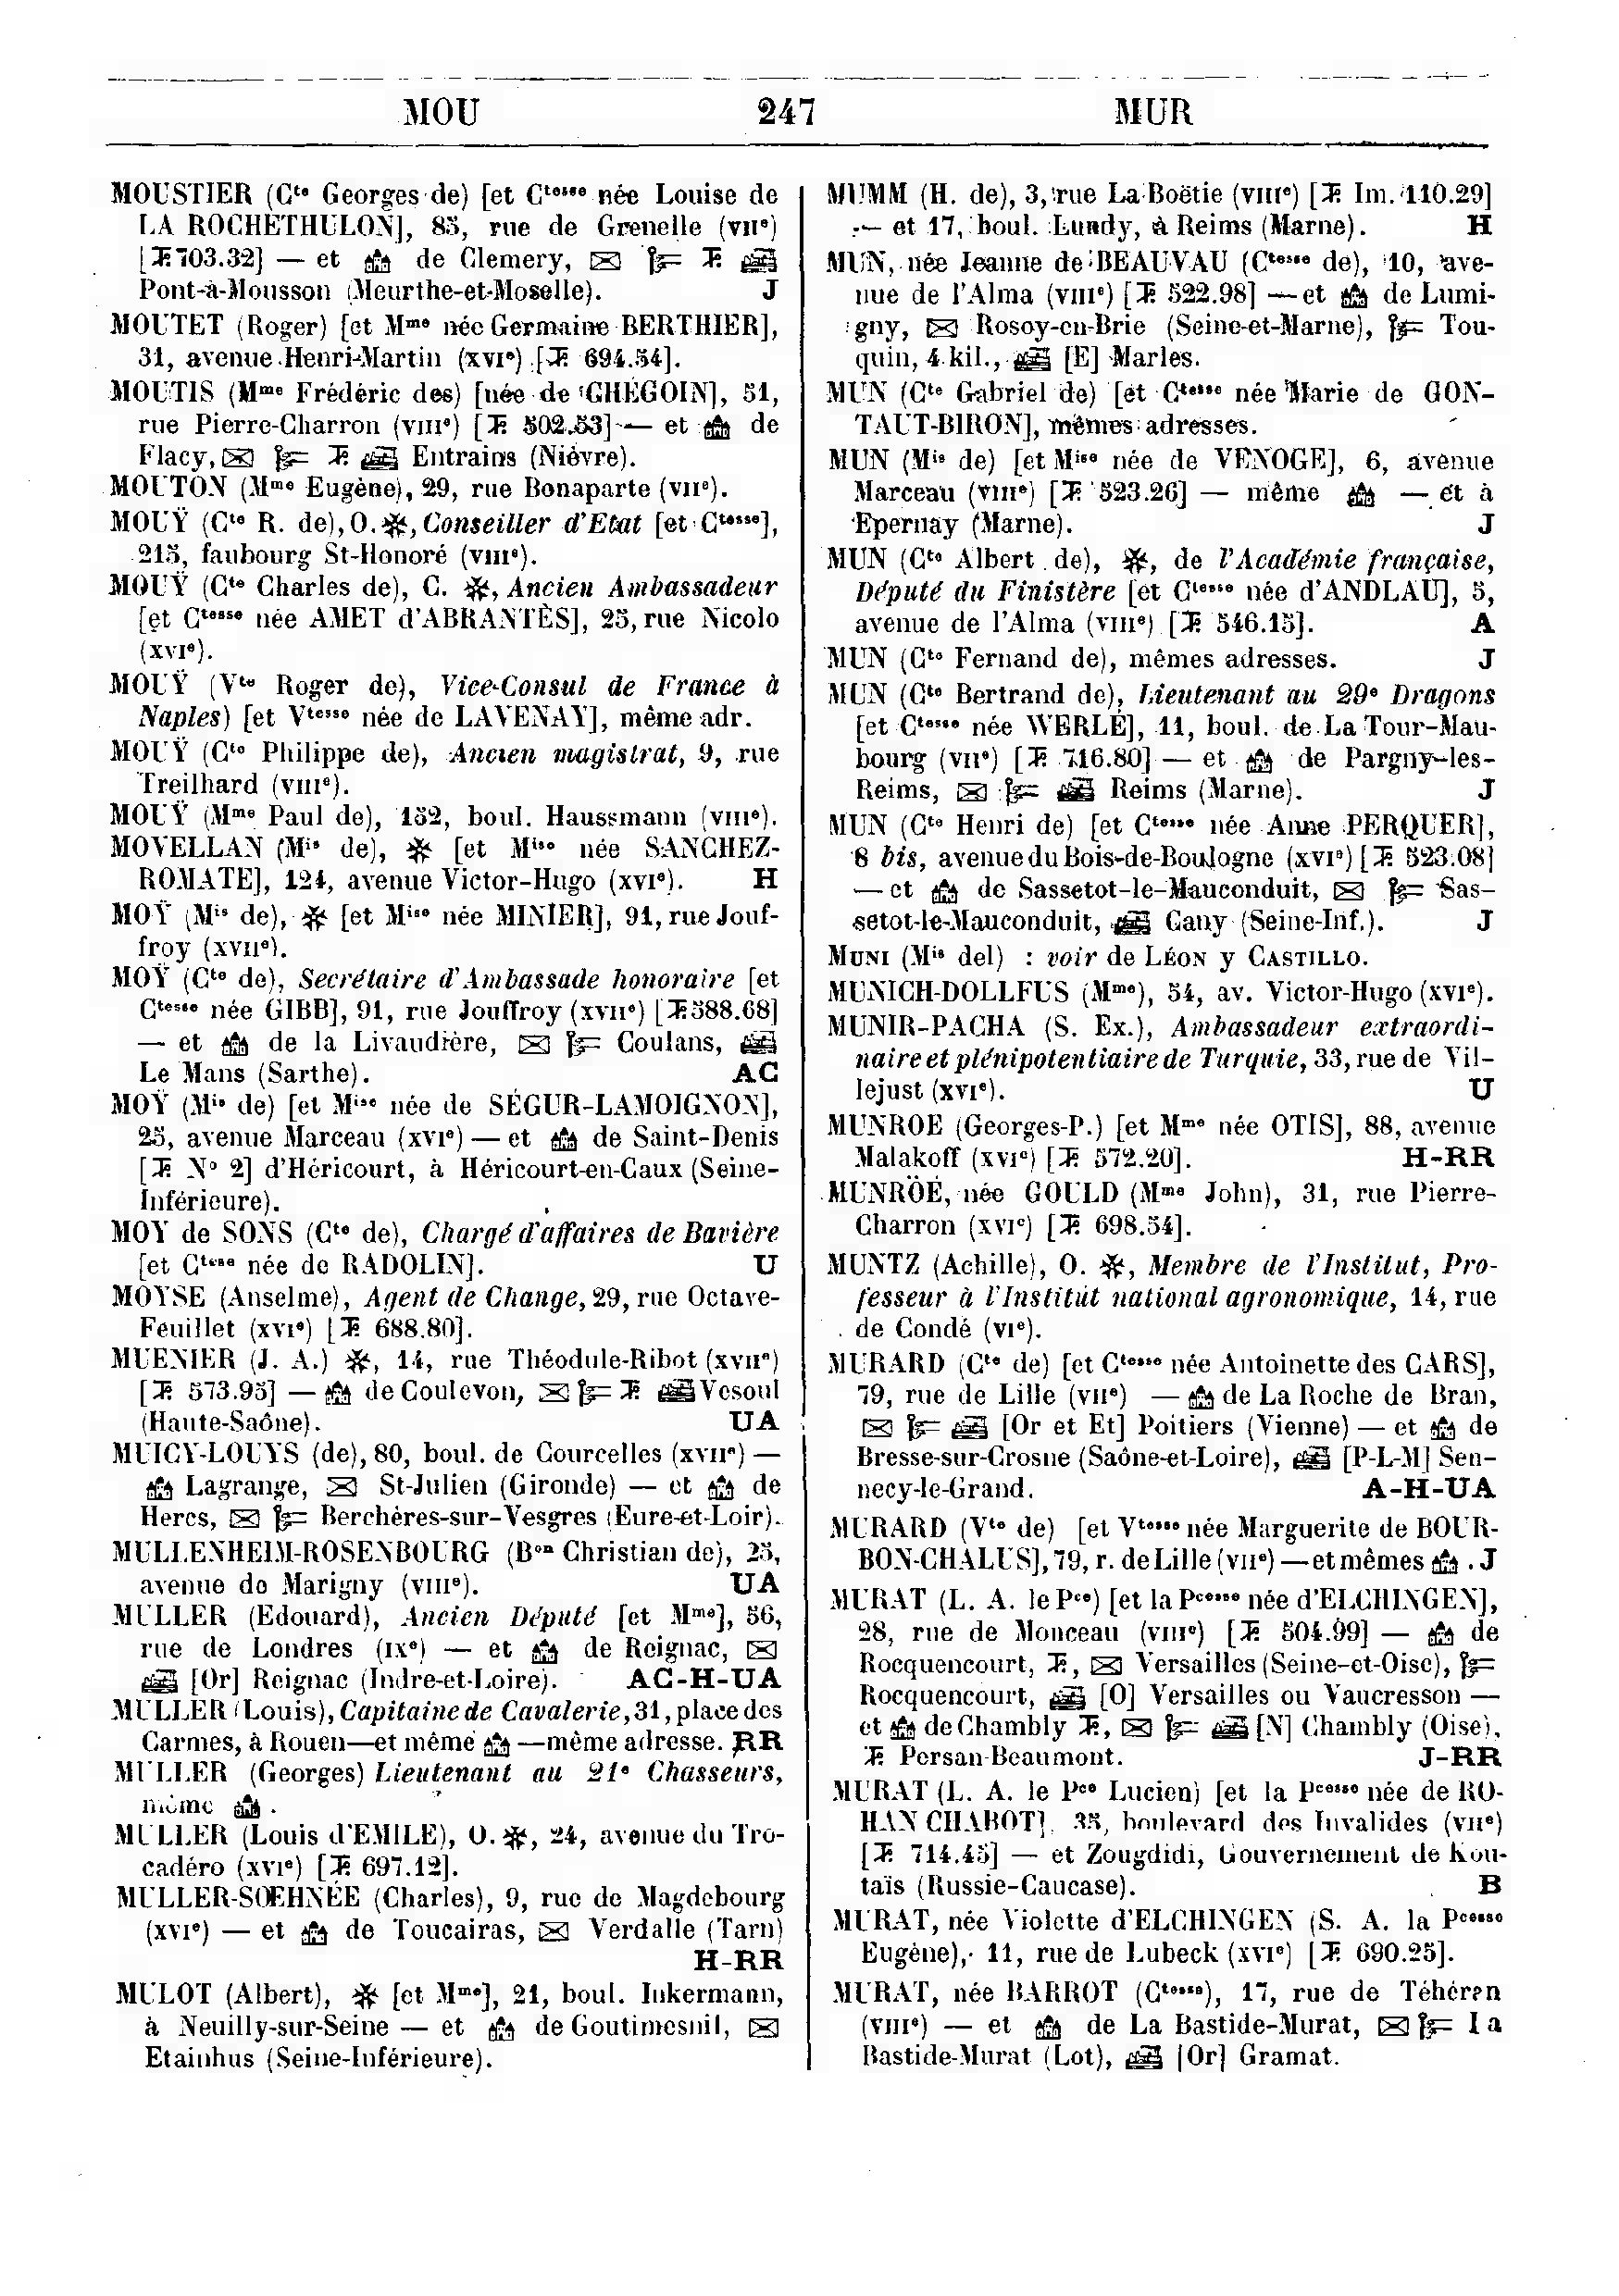 MOU 247 MUR
MOUSTIER (Cte Georges de) [et Ctesse née Louise de
LA ROCHETHULON], 85, rue de Grenelle (VIIe)
[T. 703.32] — et de Clemery,
Pont-à-Mousson (Meurthe-et-Moselle). J
MOUTET (Roger) [et Mme née Germaine BERTHIER],
31, avenue Henri-Martin (XVIe) [T. 694.54].
MOUTIS (Mme Frédéric des) [née de GHÉGOIN], 51,
rue Pierre-Charron (VIIIe) [T. 502.53] — et de
Flacy, T. Entrains (Nièvre).
MOUTON (Mme Eugène), 29, rue Bonaparte (VIIe).
MOUŸ (Cte R. de), O. ✻, Conseiller d'Etat [et Ctesse],
215, faubourg St-Honoré (VIIIe).
MOUŸ (Cte Charles de), C. ✻, Ancien Ambassadeur
[et Ctesse née AMET d'ABRANTÈS], 25, rue Nicolo
(XVIe).
MOUŸ (Vte Roger de), Vice-Consul de France à
Naples) [et Vtesse née de LAVENAY], même adr.
MOUŸ (Cte Philippe de), Ancien magistrat, 9, rue
Treilhard (VIIIe).
MOUŸ (Mme Paul de), 152, boul. Haussmann (VIIIe).
MOVELLAN (Mis de), ✻ [et Mise née SANCHEZ-
ROMATE], 124, avenue Victor-Hugo (XVIe). H
MOŸ (Mis de), ✻ [et Mise née MINIER], 91, rue Jouf-
froy (XVIIe).
MOŸ (Cte de), Secrétaire d'Ambassade honoraire [et
Ctesse née GIBB], 91, rue Jouffroy (XVIIe) [T. 588.68]
— et de la Livaudière, Coulans,
Le Mans (Sarthe). AC
MOŸ (Mis de) [et Mise née de SÉGUR-LAMOIGNON],
25, avenue Marceau (XVIe) — et de Saint-Denis
[T. No 2] d'Héricourt, à Héricourt-en-Caux (Seine-
Inférieure).
MOY de SONS (Cte de), Chargé d'affaires de Bavière
[et Ctesse née de RADOLIN]. U
MOYSE (Anselme), Agent de Change, 29, rue Octave-
Feuillet (XVIe) [T. 688.80].
MUENIER (J. A.) ✻, 14, rue Théodule-Ribot (XVIIe)
[T. 573.95] — de Coulevon, T. Vesoul
(Haute-Saône). UA
MUICY-LOUYS (de), 80, boul. de Courcelles (XVIIe) —
Lagrange, St-Julien (Gironde) — et de
Herces, Berchères-sur-Vesgres (Eure-et-Loir).
MULLENHEIM-ROSENBOURG (Bon Christian de), 25,
avenue de Marigny (VIIIe). UA
MULLER (Edouard), Ancien Député [et Mme], 56,
rue de Londres (IXe) — et de Reignac,
[Or] Reignac (Indre-et-Loire). AC-H-UA
MULLER (Louis), Capitaine de Cavalerie, 31, place des
Carmes, à Rouen—et même —même adresse. RR
MULLER (Georges) Lieutenant au 21e Chasseurs,
même .
MULLER (Louis d'EMILE), O. ✻, 24, avenue du Tro-
cadéro (XVIe) [T. 697.12].
MULLER-SŒHNÉE (Charles), 9, rue de Magdebourg
(XVIe) — et de Toucairas, Verdalle (Tarn)
H-RR
MULOT (Albert), ✻ [et Mme], 21, boul. Inkermann,
à Neuilly-sur-Seine — et de Goutimesnil,
Etainhus (Seine-Inférieure).
MUMM (H. de), 3, rue La Boëtie (VIIIe) [T. Im. 110.29]
— et 17, boul. Lundy, à Reims (Marne). H
MUN, née Jeanne de BEAUVAU (Ctesse de), 10, ave-
nue de l'Alma (VIIIe) [T. 522.98] — et de Lumi-
gny, Rosoy-en-Brie (Seine-et-Marne), Tou-
quin, 4 kil., [E] Marles.
MUN (Cte Gabriel de) [et Ctesse née Marie de GON-
TAUT-BIRON], mêmes adresses.
MUN (Mis de) [et Mise née de VENOGE], 6, avenue
Marceau (VIIIe) [T. 523.26] — même — et à
Epernay (Marne). J
MUN (Cte Albert de), ✻, de l'Académie française,
Député du Finistère [et Ctesse née d'ANDLAU], 5,
avenue de l'Alma (VIIIe) [T. 546.15]. A
MUN (Cte Fernand de), mêmes adresses. J
MUN (Cte Bertrand de), Lieutenant au 29e Dragons
[et Ctesse née WERLÉ], 11, boul. de La Tour-Mau-
bourg (VIIe) [T. 716.80] — et de Pargny-les-
Reims, Reims (Marne). J
MUN (Cte Henri de) [et Ctesse née Anne PERQUER],
8 bis, avenue du Bois-de-Boulogne (XVIe) [T. 523.08]
— et de Sassetot-le-Mauconduit, Sas-
setot-le-Mauconduit, Cany (Seine-Inf.). J
MUNI (Mis del) : voir de LÉON y CASTILLO.
MUNICH-DOLLFUS (Mme), 54, av. Victor-Hugo (XVIe).
MUNIR-PACHA (S. Ex.), Ambassadeur extraordi-
naire et plénipotentiaire de Turquie, 33, rue de Vil-
lejust (XVIe). U
MUNROE (Georges-P.) [et Mme née OTIS], 88, avenue
Malakoff (XVIe) [T. 572.20]. H-RR
MUNRÖÉ, née GOULD (Mme John), 31, rue Pierre-
Charron (XVIe) [T. 698.54].
MUNTZ (Achille), O. ✻, Membre de l'Institut, Pro-
fesseur à l'Institut national agronomique, 14, rue
de Condé (VIe).
MURARD (Cte de) [et Ctesse née Antoinette des CARS],
79, rue de Lille (VIIe) — de La Roche de Bran,
[Or et Et] Poitiers (Vienne) — et de
Bresse-sur-Grosne (Saône-et-Loire), [P-L-M] Sen-
necy-le-Grand. A-H-UA
MURARD (Vte de) [et Vtesse née Marguerite de BOUR-
BON-CHALUS], 79, r. de Lille (VIIe) — et mêmes . J
MURAT (L. A. le Pce) [et la Pcesse née d'ELCHINGEN],
28, rue de Monceau (VIIIe) [T. 504.99] — de
Rocquencourt, T., Versailles (Seine-et-Oise),
Rocquencourt, [O] Versailles ou Vaucresson —
et de Chambly T., [N] Chambly (Oise),
T. Persan-Beaumont. J-RR
MURAT (L. A. le Pce Lucien) [et la Pcesse née de RO-
HAN CHABOT], 35, boulevard des Invalides (VIIe)
[T. 714.45] — et Zougdidi, Gouvernement de Kou-
taïs (Russie-Caucase). B
MURAT, née Violette d'ELCHINGEN (S. A. la Pcesse
Eugène), 11, rue de Lubeck (XVIe) [T. 690.25].
MURAT, née BARROT (Ctesse), 17, rue de Téhéran
(VIIIe) — et de La Bastide-Murat, La
Bastide-Murat (Lot), [Or] Gramat.